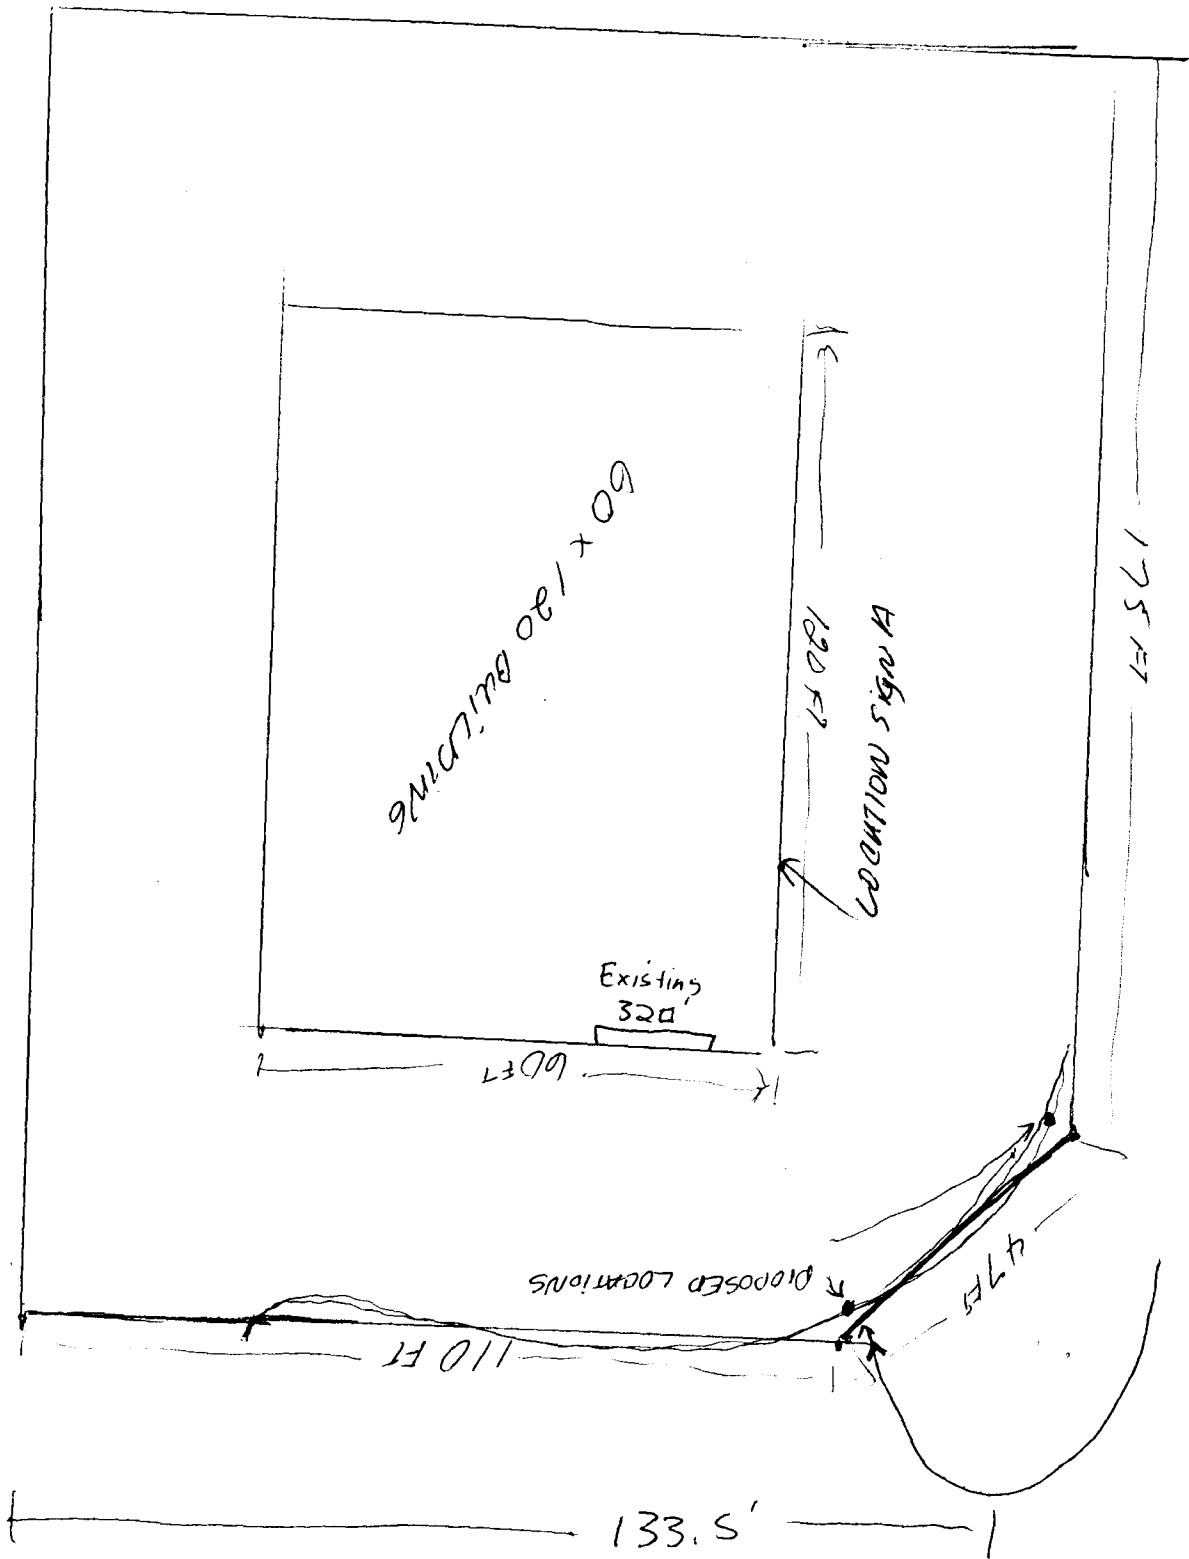 60 x 120 BUILDING
120 FT
LOCATION SIGN A
175 FT
Existing
32□'
60FT
PROPOSED LOCATIONS
47FT
110 FT
133.5'